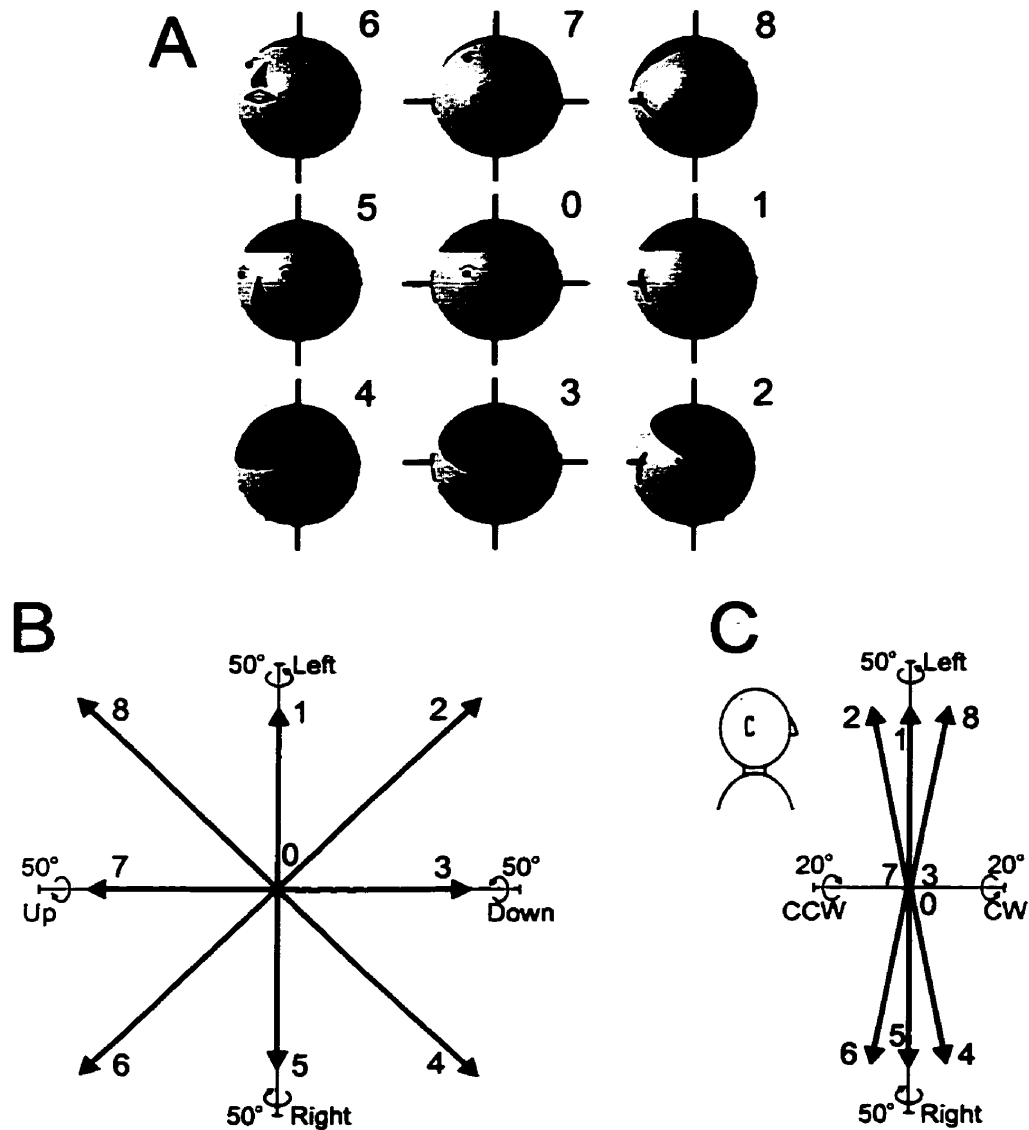 A 6 7 8
5 0 1
4 3 2
B
50° Left
8 1 2
0
50° 7 3 50°
Up Down
6 5 4
50° Right
C
50° Left
2 1 8
20° 7 3 20°
CCW 0 CW
6 5 4
50° Right